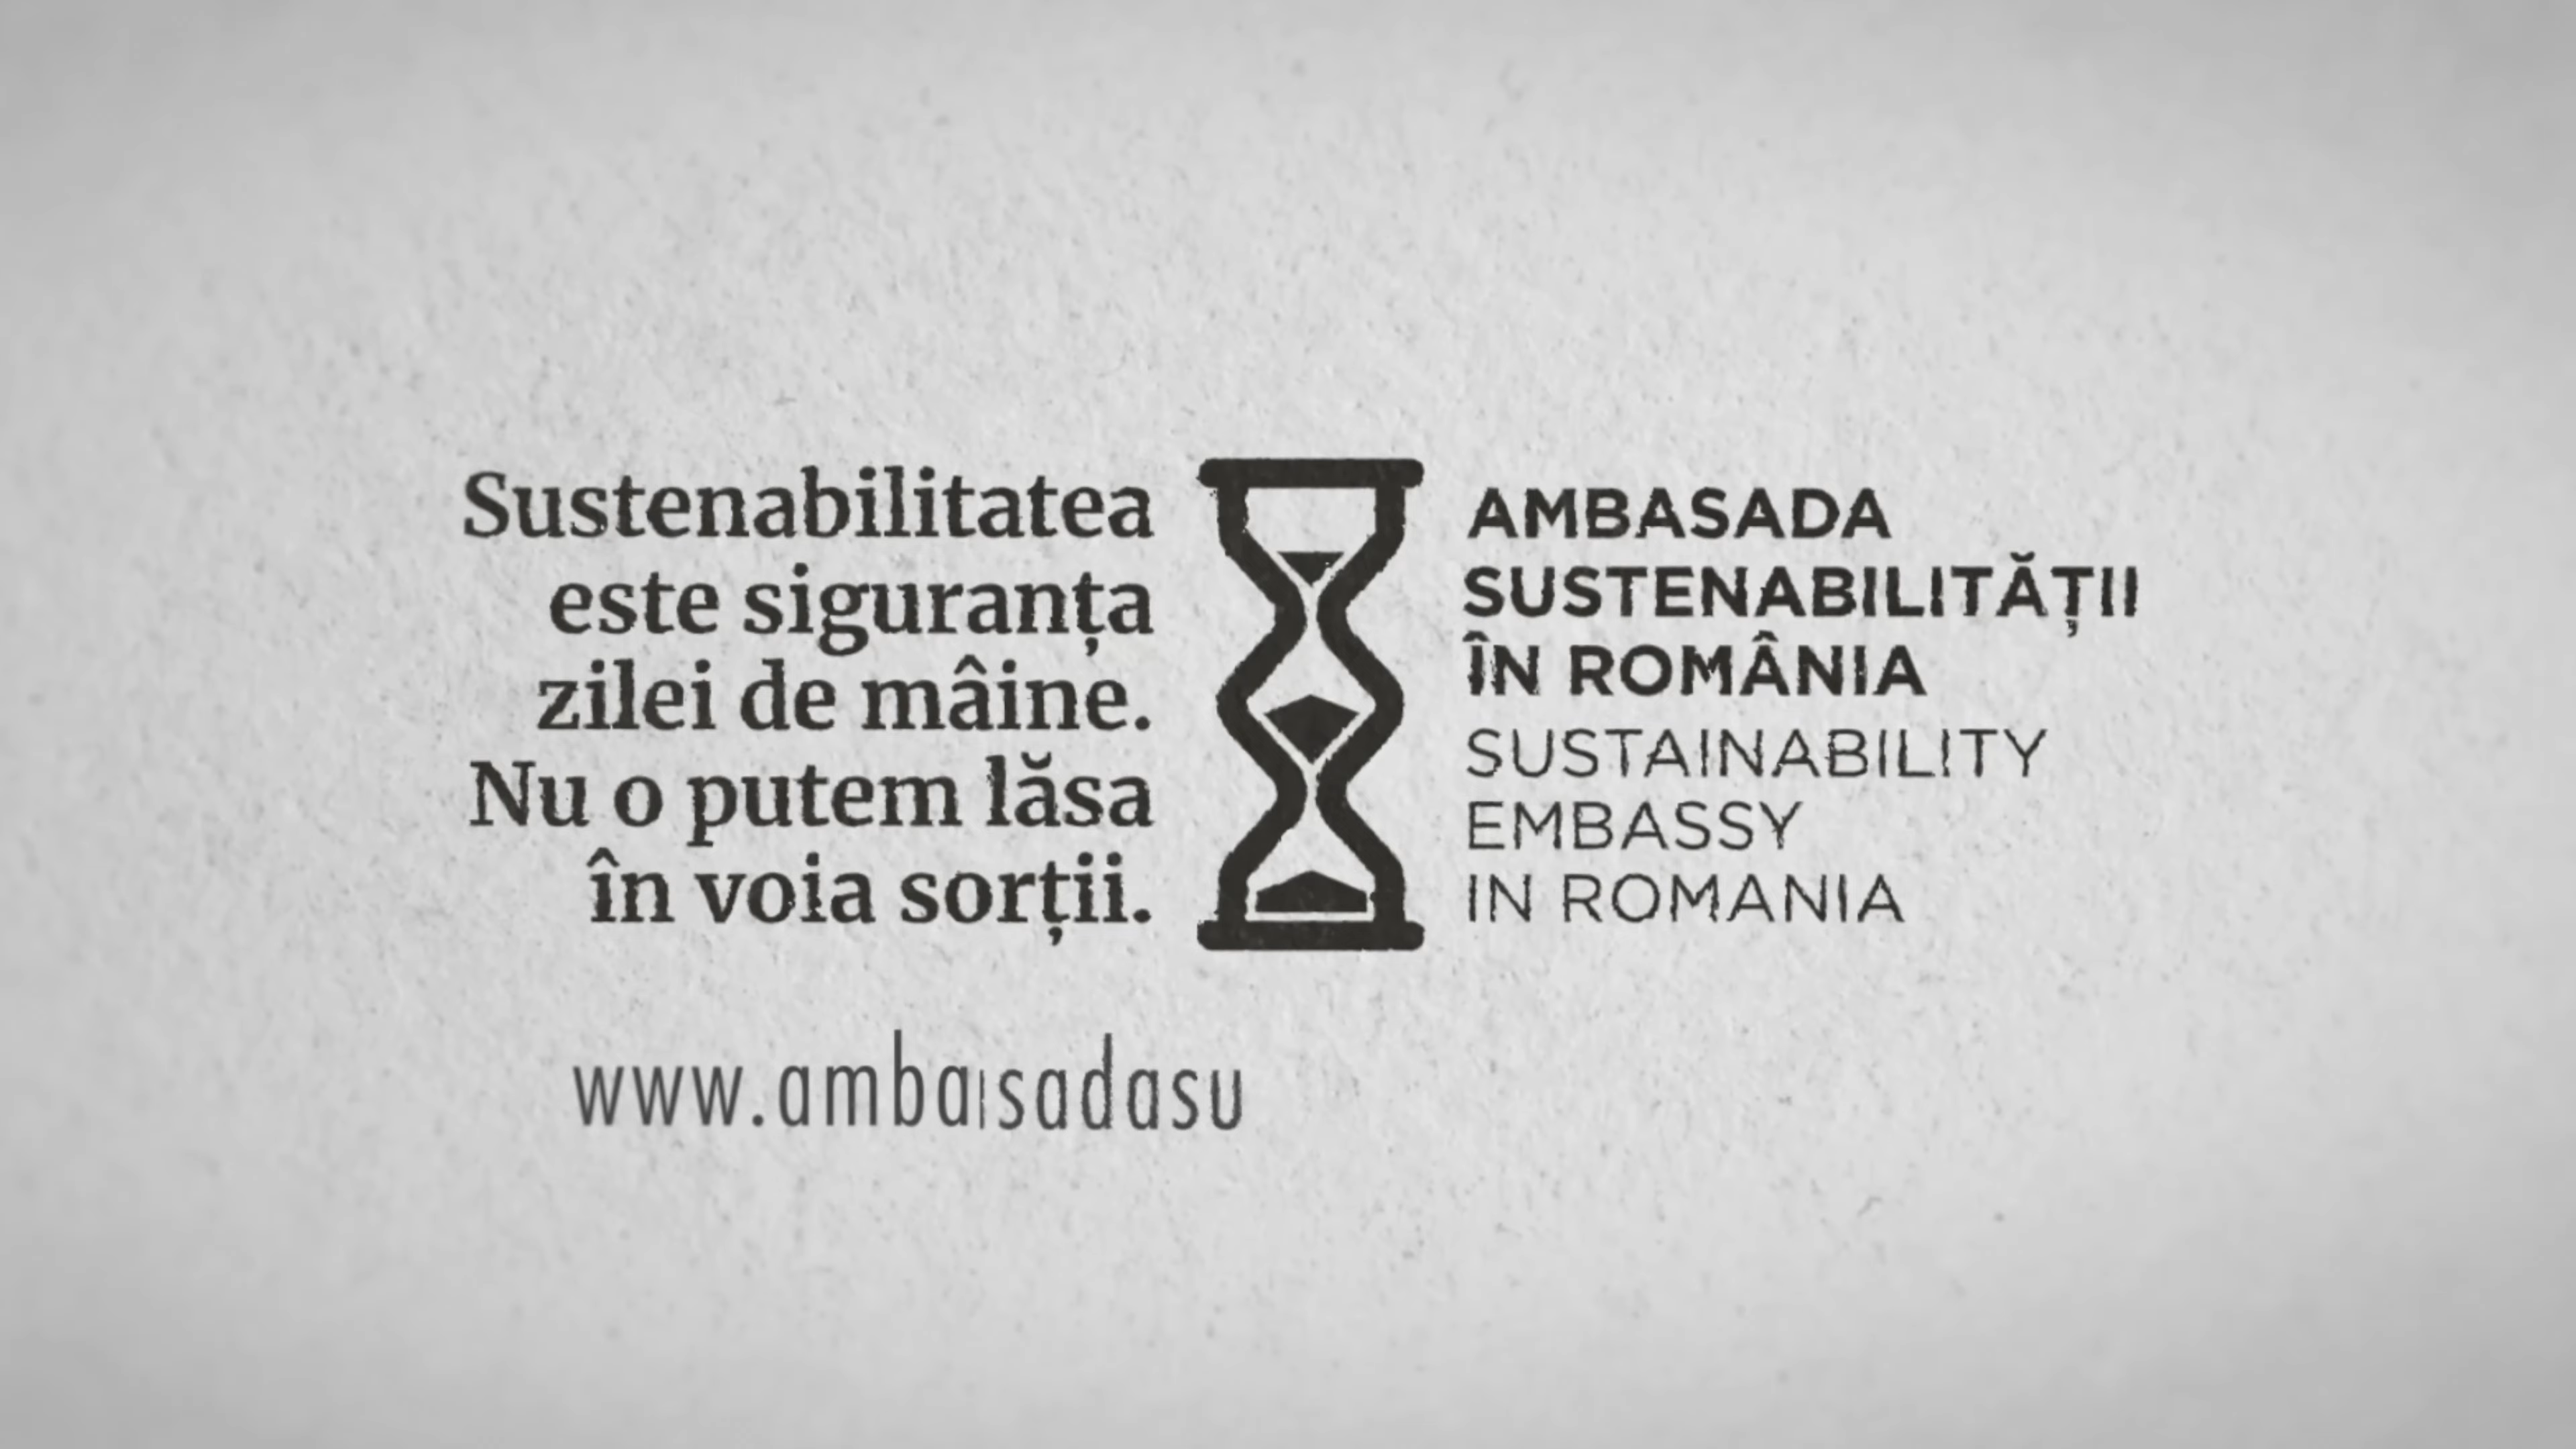 Sustenabilitatea
este siguranța
zilei de mâine.
Nu o putem lăsa
în voia sorții.
AMBASADA
SUSTENABILITĂȚII
ÎN ROMÂNIA
SUSTAINABILITY
EMBASSY
IN ROMANIA
www.ambasadasu